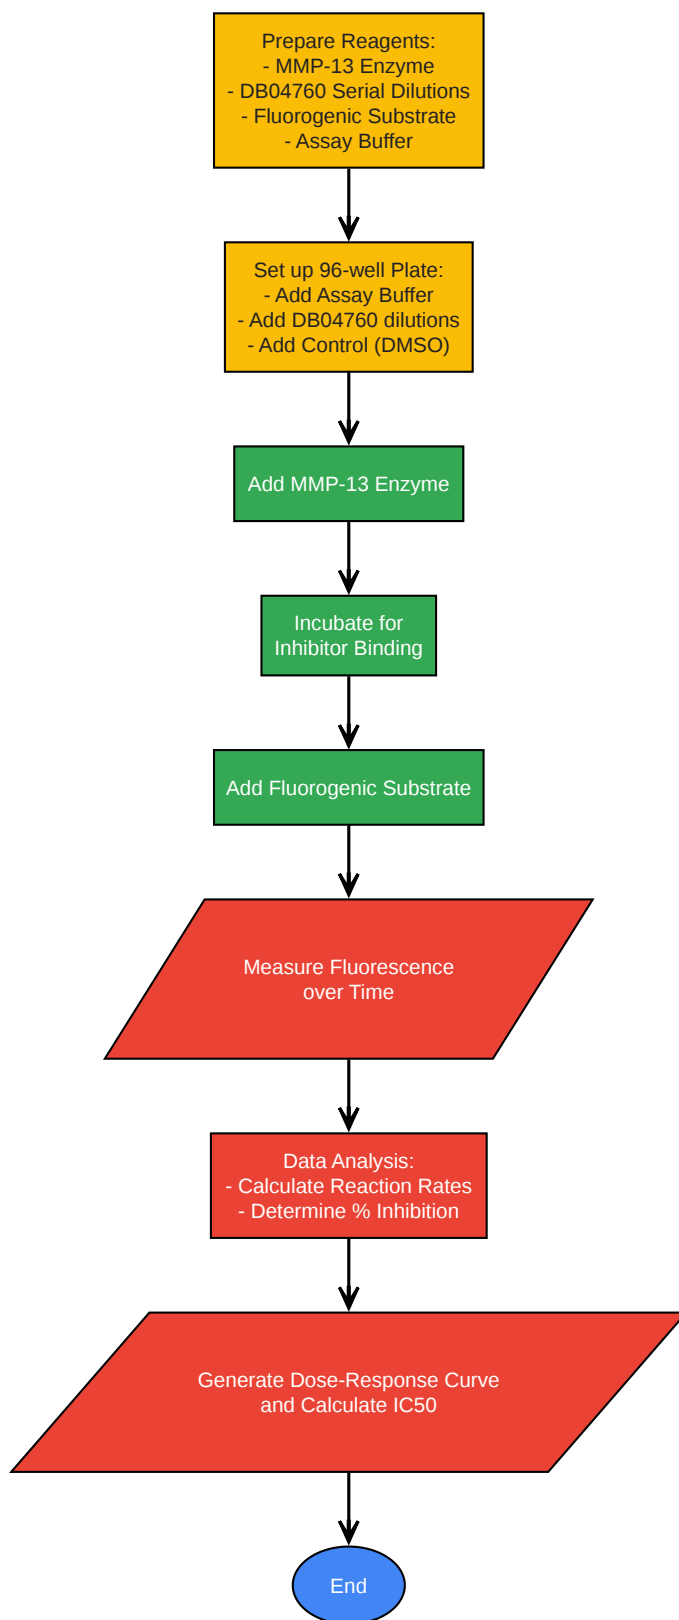 Prepare Reagents:
- MMP-13 Enzyme
- DB04760 Serial Dilutions
- Fluorogenic Substrate
- Assay Buffer
Set up 96-well Plate:
- Add Assay Buffer
- Add DB04760 dilutions
- Add Control (DMSO)
Add MMP-13 Enzyme
Incubate for
Inhibitor Binding
Add Fluorogenic Substrate
Measure Fluorescence
over Time
Data Analysis:
- Calculate Reaction Rates
- Determine % Inhibition
Generate Dose-Response Curve
and Calculate IC50
End